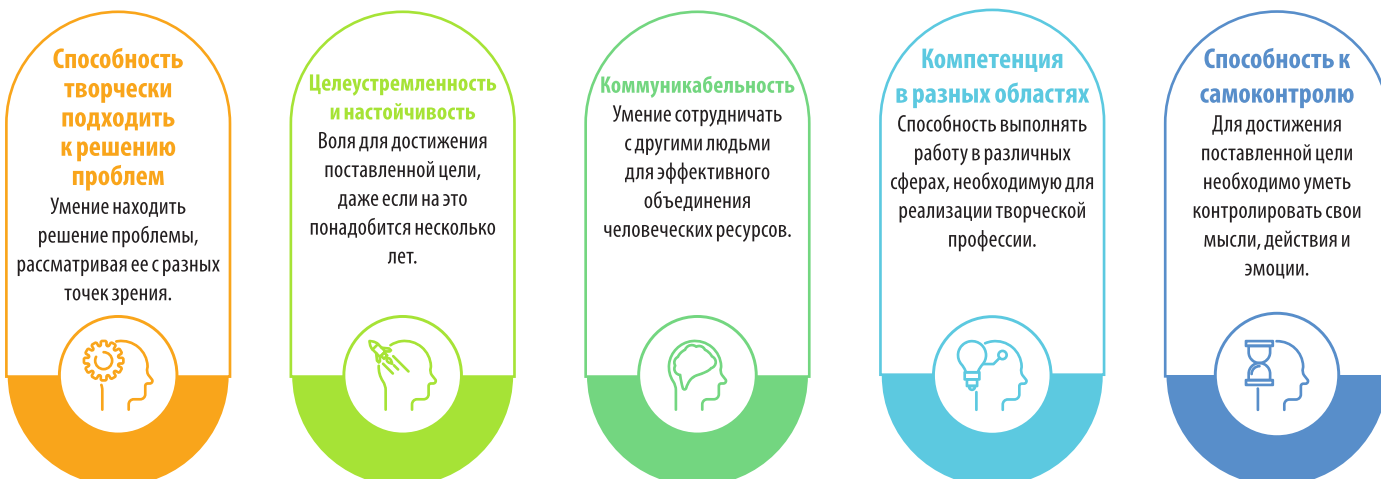 Способность
творчески
подходить
к решению
проблем
Умение находить
решение проблемы,
рассматривая ее с разных
точек зрения.
Целеустремленность
и настойчивость
Воля для достижения
поставленной цели,
даже если на это
понадобится несколько
лет.
Коммуникабельность
Умение сотрудничать
с другими людьми
для эффективного
объединения
человеческих ресурсов.
Компетенция
в разных областях
Способность выполнять
работу в различных
сферах, необходимую для
реализации творческой
профессии.
Способность к
самоконтролю
Для достижения
поставленной цели
необходимо уметь
контролировать свои
мысли, действия и
эмоции.